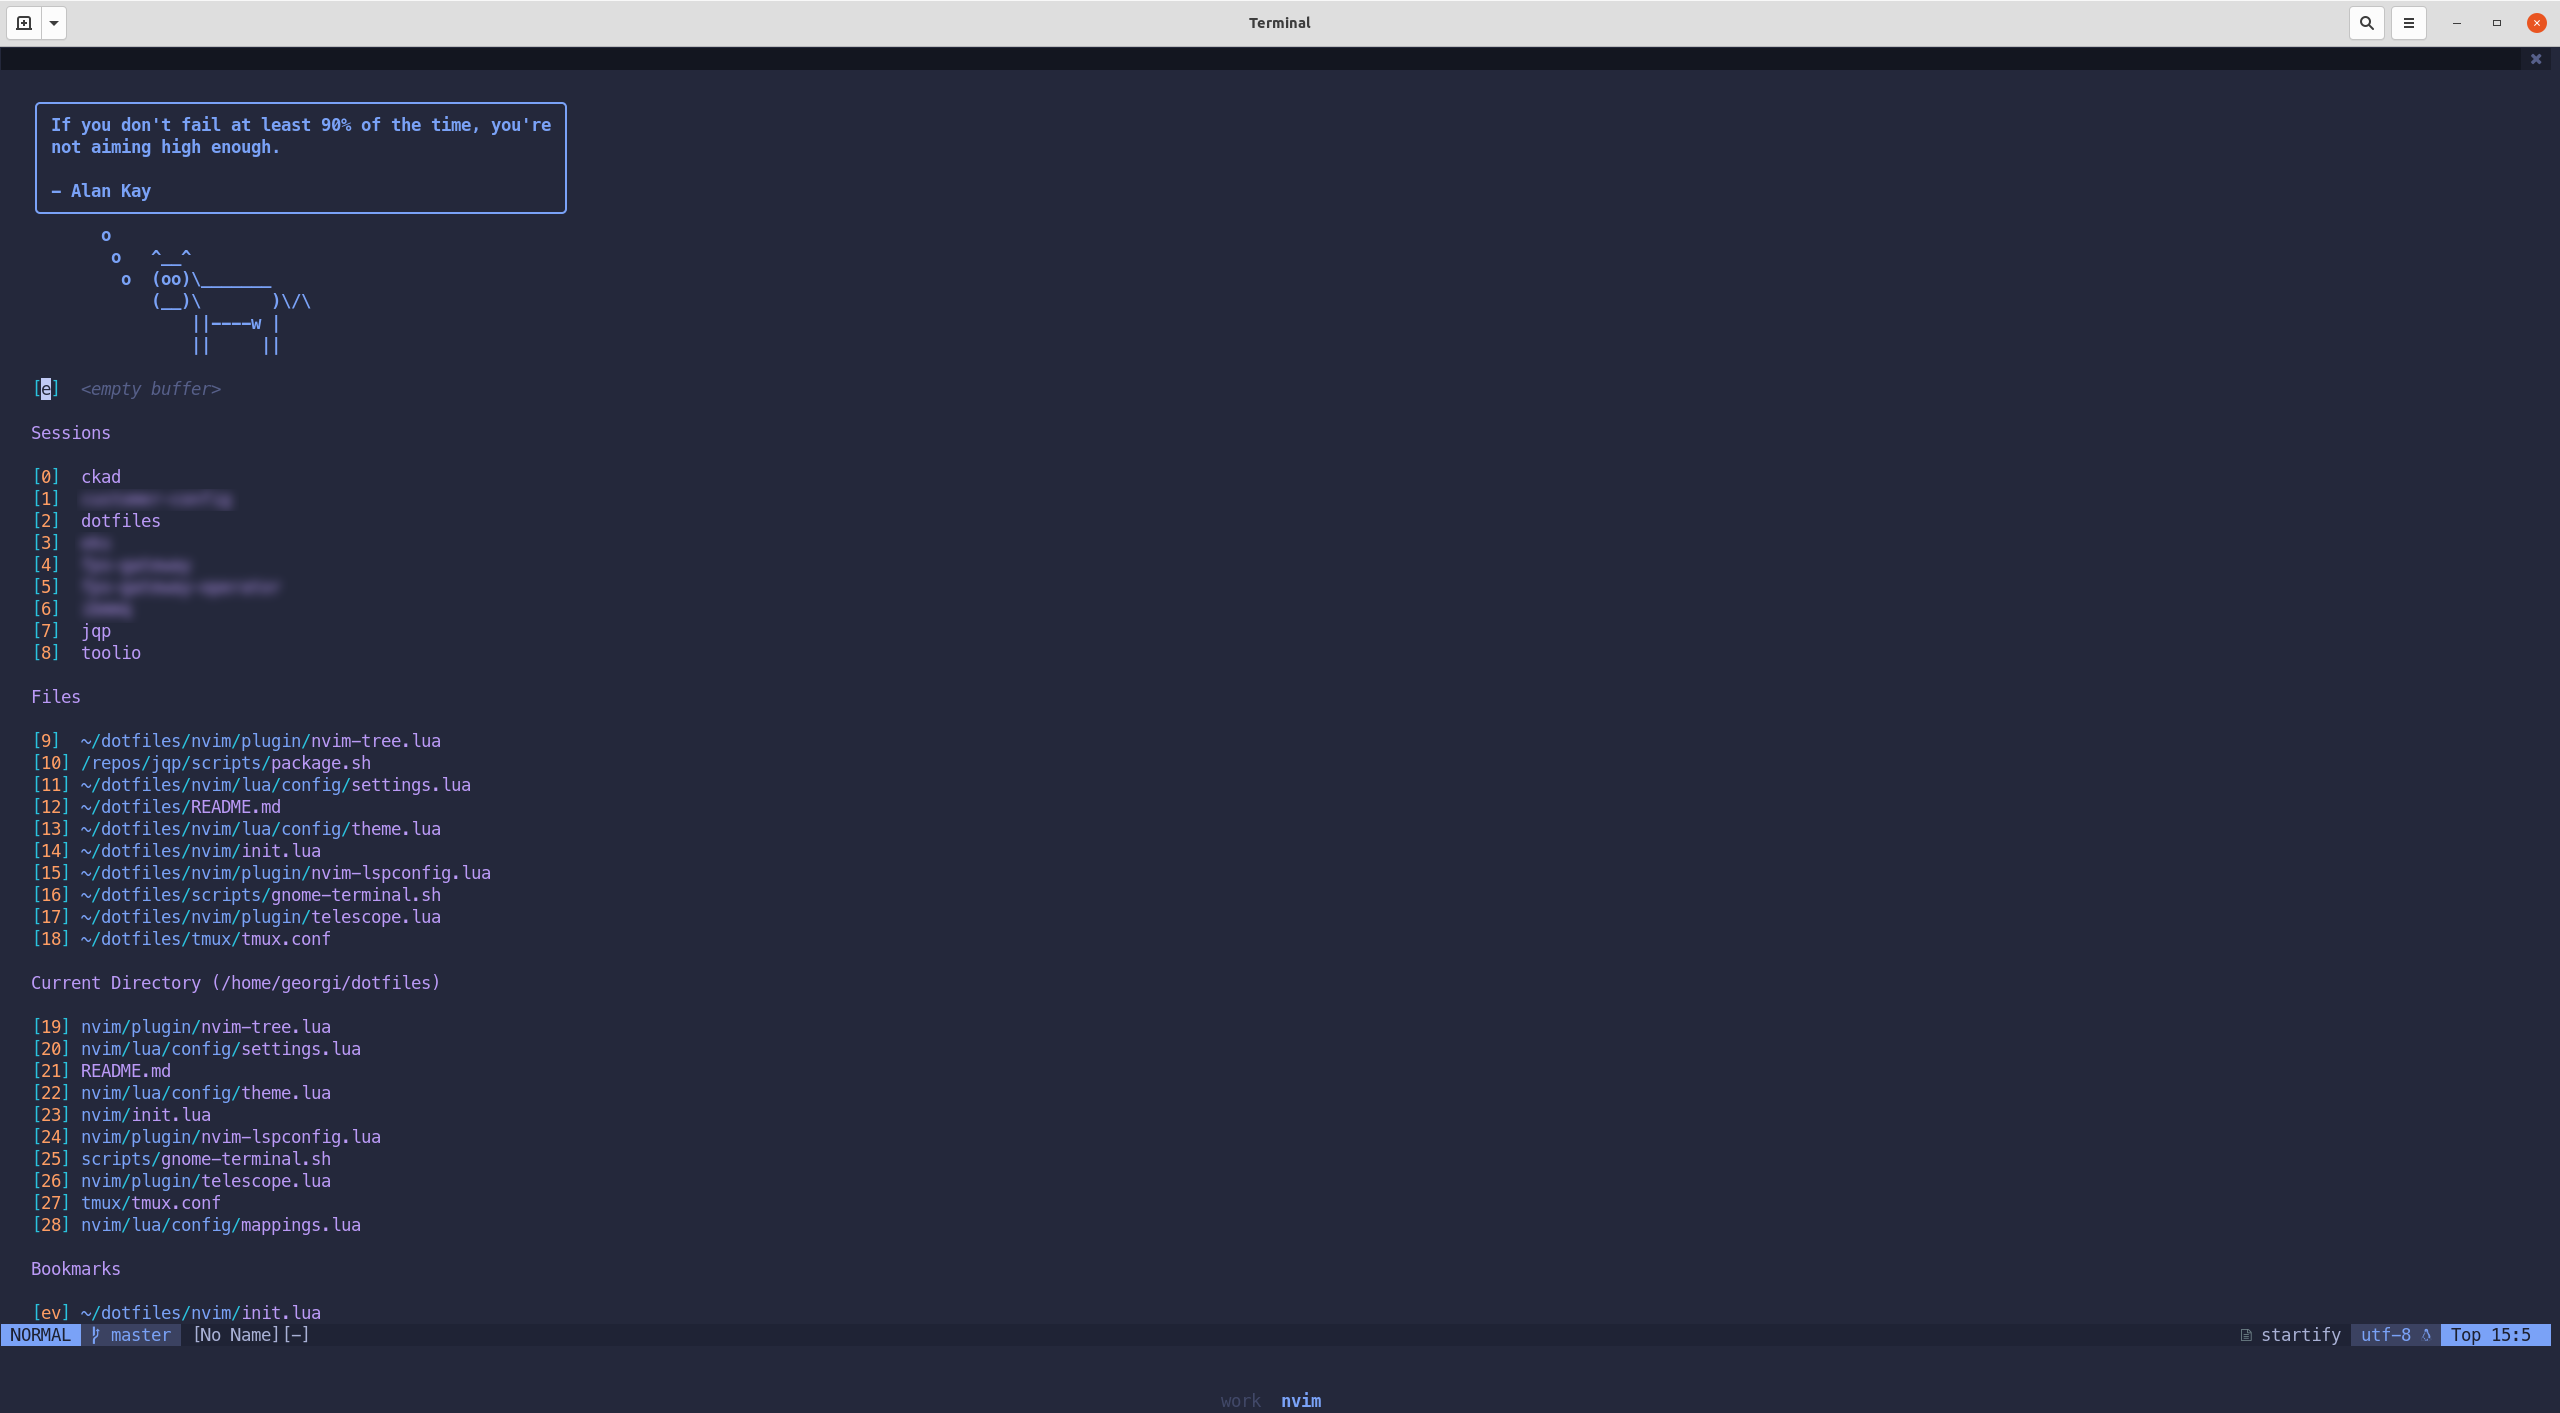 Terminal
If you don't fail at least 90% of the time, you're
not aiming high enough.
- Alan Kay
o
o   ^__^
o  (oo)\_______
(__)\       )\/\
||----w |
||     ||
[e]  <empty buffer>
Sessions
[0]  ckad
[1]
[2]  dotfiles
[3]
[4]
[5]
[6]
[7]  jqp
[8]  toolio
Files
[9]  ~/dotfiles/nvim/plugin/nvim-tree.lua
[10] /repos/jqp/scripts/package.sh
[11] ~/dotfiles/nvim/lua/config/settings.lua
[12] ~/dotfiles/README.md
[13] ~/dotfiles/nvim/lua/config/theme.lua
[14] ~/dotfiles/nvim/init.lua
[15] ~/dotfiles/nvim/plugin/nvim-lspconfig.lua
[16] ~/dotfiles/scripts/gnome-terminal.sh
[17] ~/dotfiles/nvim/plugin/telescope.lua
[18] ~/dotfiles/tmux/tmux.conf
Current Directory (/home/georgi/dotfiles)
[19] nvim/plugin/nvim-tree.lua
[20] nvim/lua/config/settings.lua
[21] README.md
[22] nvim/lua/config/theme.lua
[23] nvim/init.lua
[24] nvim/plugin/nvim-lspconfig.lua
[25] scripts/gnome-terminal.sh
[26] nvim/plugin/telescope.lua
[27] tmux/tmux.conf
[28] nvim/lua/config/mappings.lua
Bookmarks
[ev] ~/dotfiles/nvim/init.lua
NORMAL master [No Name][-] startify utf-8 Top 15:5
work nvim